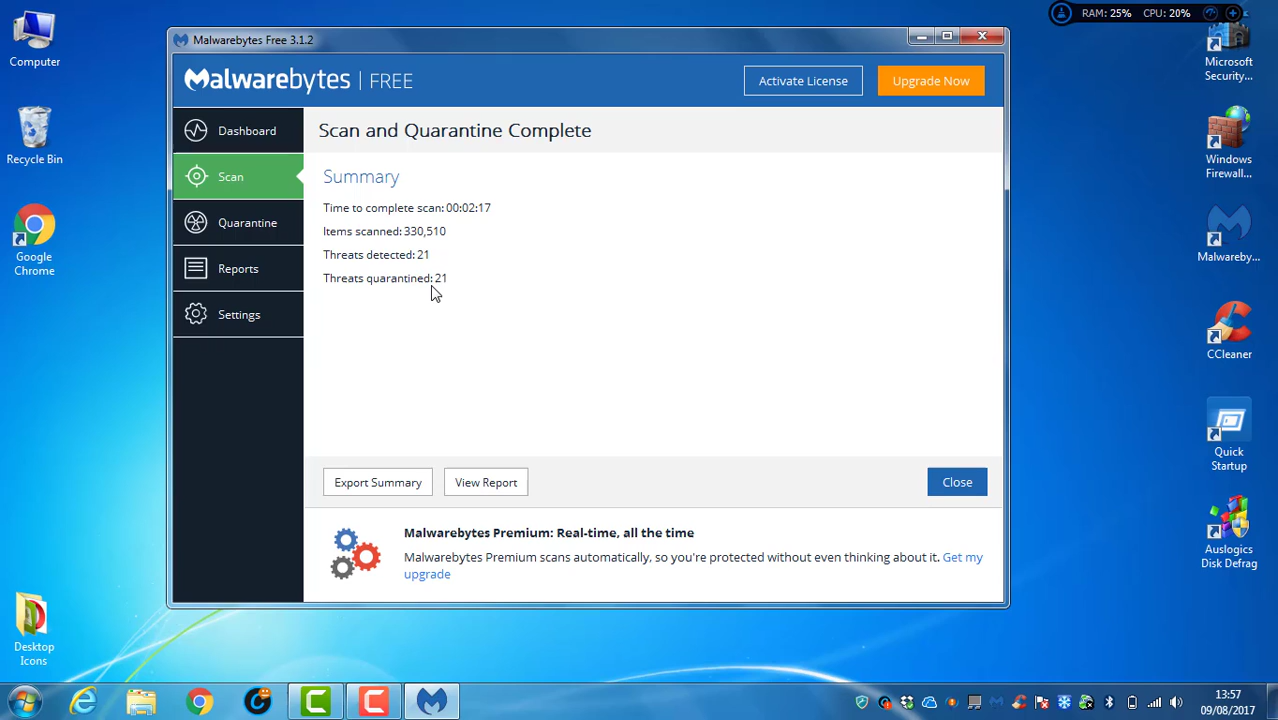 RAM: 25% CPU: 20%
Computer
Recycle Bin
Google
Chrome
Desktop
Icons
Malwarebytes Free 3.1.2
Malwarebytes | FREE
Activate License
Upgrade Now
Dashboard
Scan
Quarantine
Reports
Settings
Scan and Quarantine Complete
Summary
Time to complete scan: 00:02:17
Items scanned: 330,510
Threats detected: 21
Threats quarantined: 21
Export Summary
View Report
Close
Malwarebytes Premium: Real-time, all the time
Malwarebytes Premium scans automatically, so you're protected without even thinking about it. Get my
upgrade
Microsoft
Security...
Windows
Firewall...
Malwareby...
CCleaner
Quick
Startup
Auslogics
Disk Defrag
13:57
09/08/2017